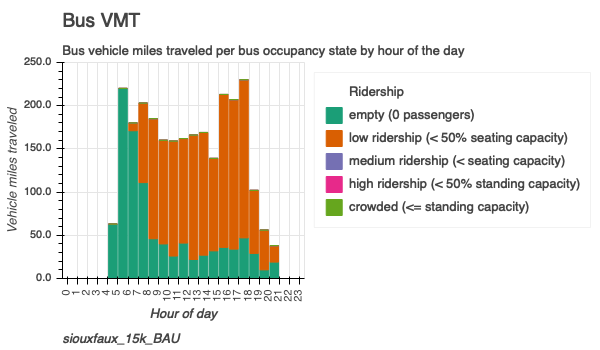 Bus VMT
Bus vehicle miles traveled per bus occupancy state by hour of the day
250.0
200.0
150.0
100.0
50.0
0.0
Vehicle miles traveled
0 1 2 3 4 5 6 7 8 9 10 11 12 13 14 15 16 17 18 19 20 21 22 23
Hour of day
siouxfaux_15k_BAU
Ridership
empty (0 passengers)
low ridership (< 50% seating capacity)
medium ridership (< seating capacity)
high ridership (< 50% standing capacity)
crowded (<= standing capacity)